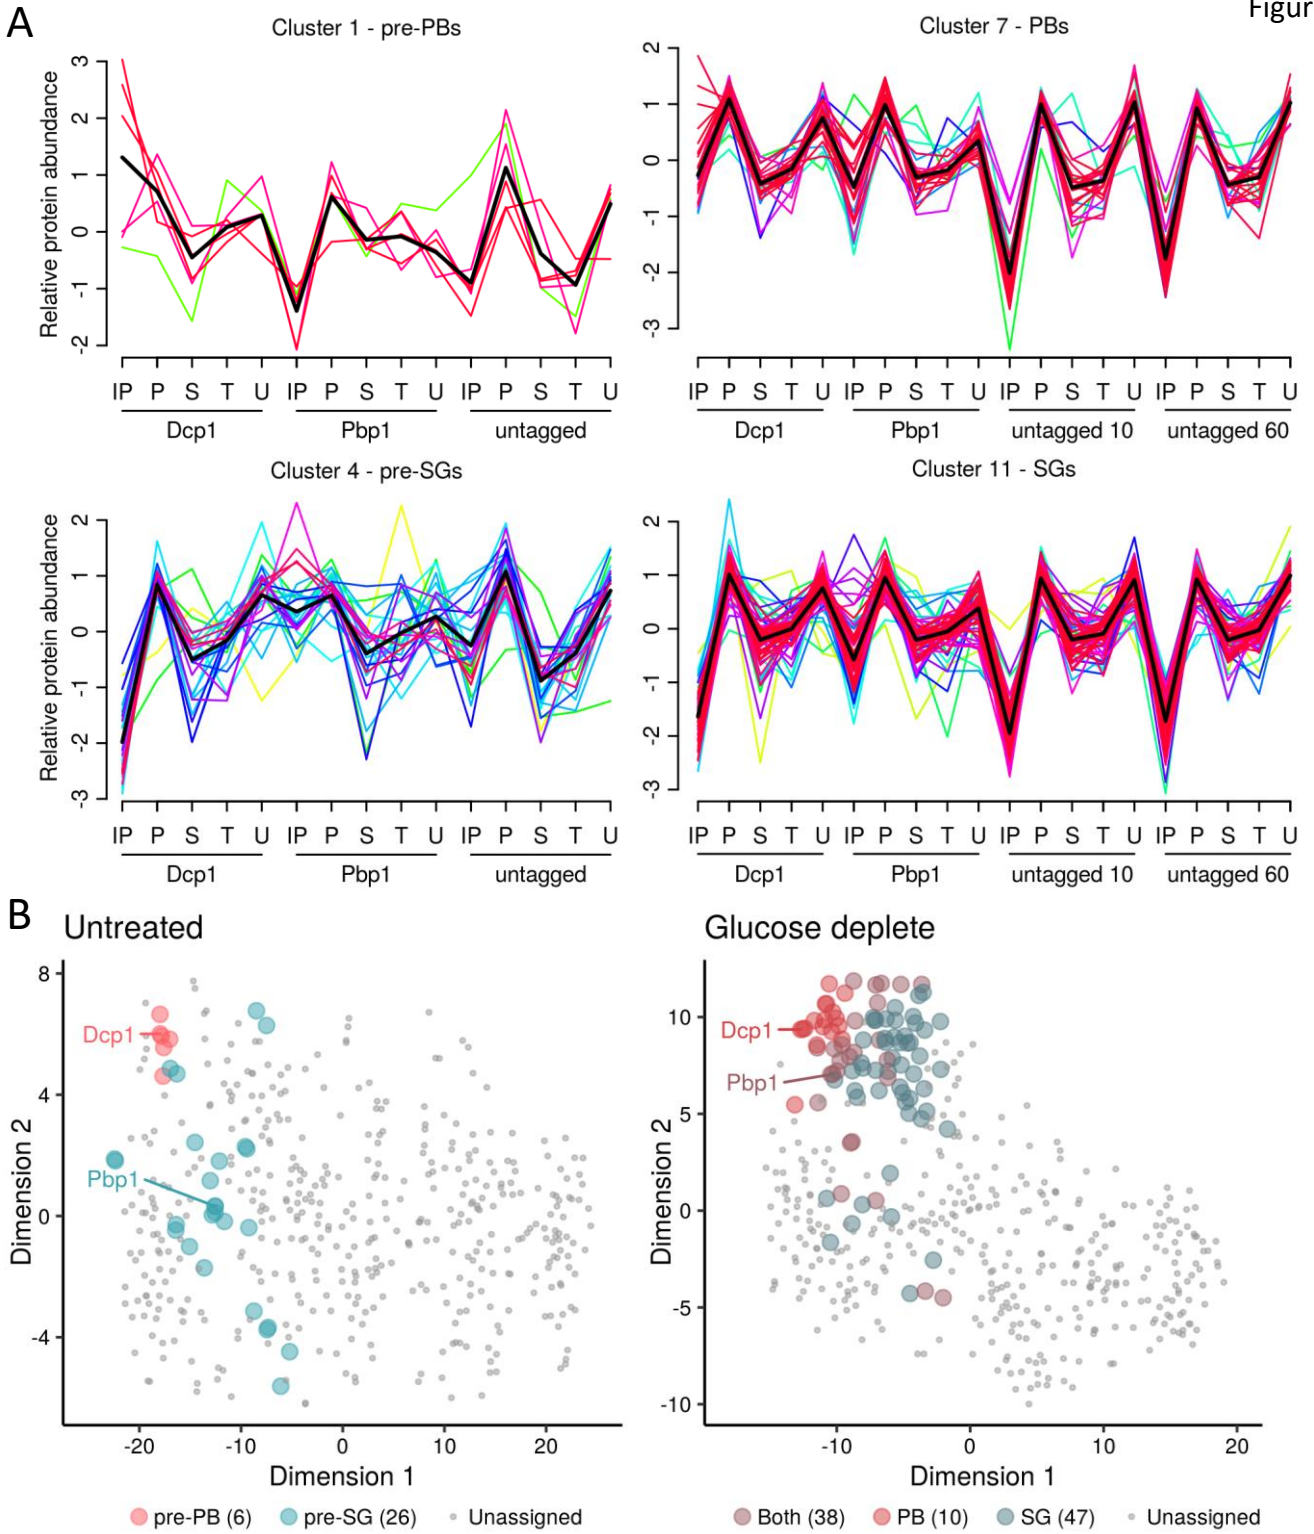 Figur
A
Cluster 1 - pre-PBs
Relative protein abundance
3
2
1
0
-1
-2
IP P S T U IP P S T U IP P S T U
Dcp1 Pbp1 untagged
Cluster 7 - PBs
2
1
0
-1
-2
-3
IP P S T U IP P S T U IP P S T U IP P S T U
Dcp1 Pbp1 untagged 10 untagged 60
Cluster 4 - pre-SGs
Relative protein abundance
2
1
0
-1
-2
-3
IP P S T U IP P S T U IP P S T U
Dcp1 Pbp1 untagged
Cluster 11 - SGs
2
1
0
-1
-2
-3
IP P S T U IP P S T U IP P S T U IP P S T U
Dcp1 Pbp1 untagged 10 untagged 60
B
Untreated
Dimension 2
8
4
0
-4
Dcp1
Pbp1
-20 -10 0 10 20
Dimension 1
pre-PB (6) pre-SG (26) Unassigned
Glucose deplete
Dimension 2
10
5
0
-5
-10
Dcp1
Pbp1
-10 0 10 20
Dimension 1
Both (38) PB (10) SG (47) Unassigned